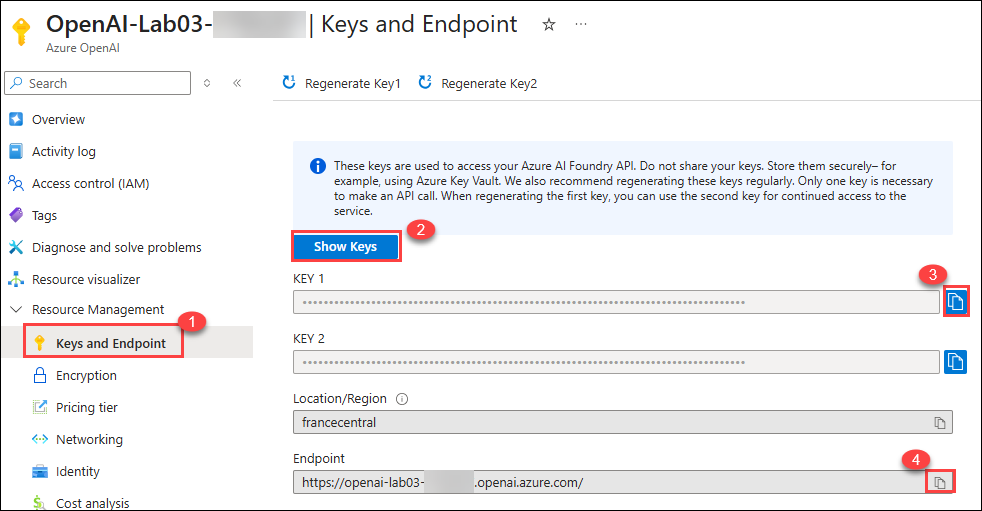 OpenAI-Lab03- | Keys and Endpoint
Azure OpenAI
Search
Regenerate Key1
Regenerate Key2
Overview
Activity log
Access control (IAM)
Tags
Diagnose and solve problems
Resource visualizer
Resource Management
1
Keys and Endpoint
Encryption
Pricing tier
Networking
Identity
Cost analysis
These keys are used to access your Azure AI Foundry API. Do not share your keys. Store them securely– for
example, using Azure Key Vault. We also recommend regenerating these keys regularly. Only one key is necessary
to make an API call. When regenerating the first key, you can use the second key for continued access to the
service.
2
Show Keys
KEY 1
3
KEY 2
Location/Region
francecentral
Endpoint
4
https://openai-lab03- .openai.azure.com/